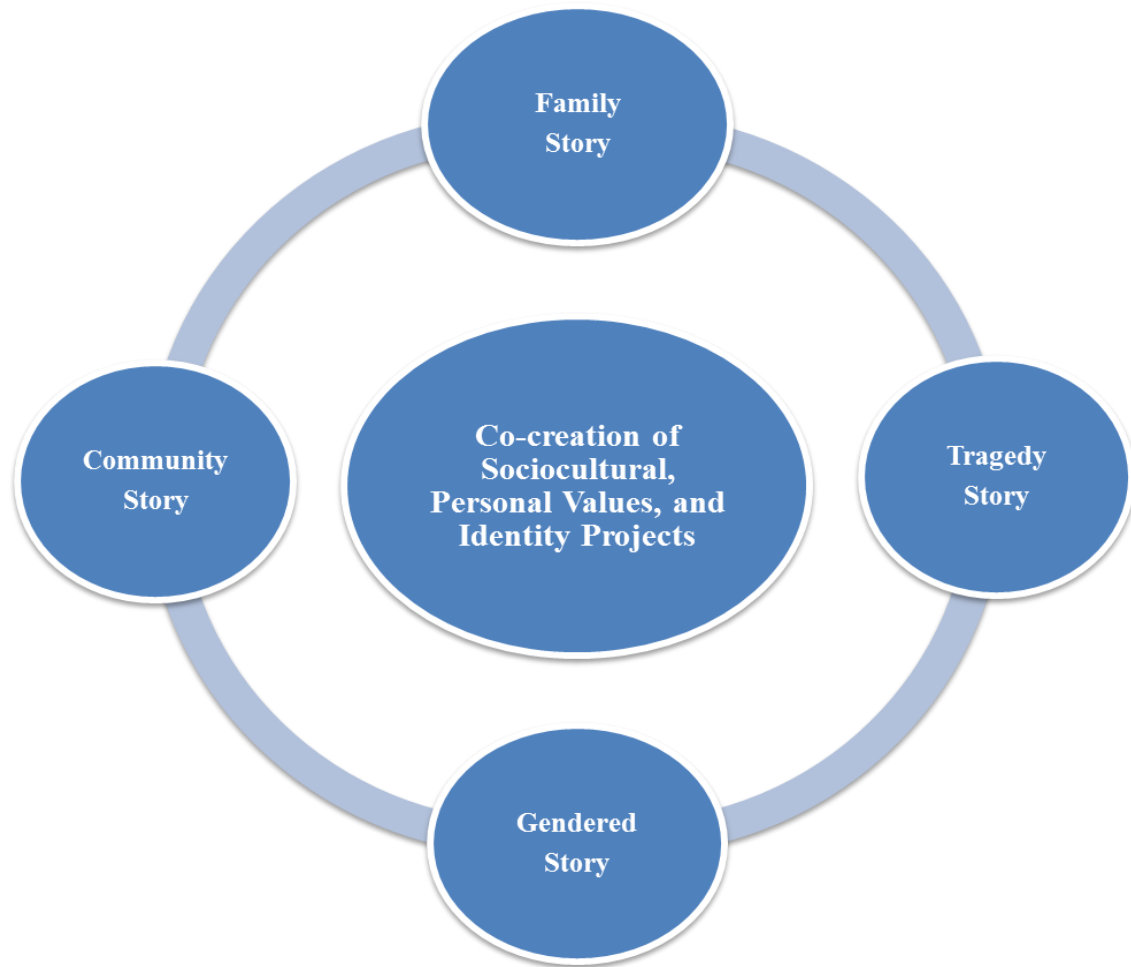 Family
Story
Community
Story
Co-creation of
Sociocultural,
Personal Values, and
Identity Projects
Tragedy
Story
Gendered
Story